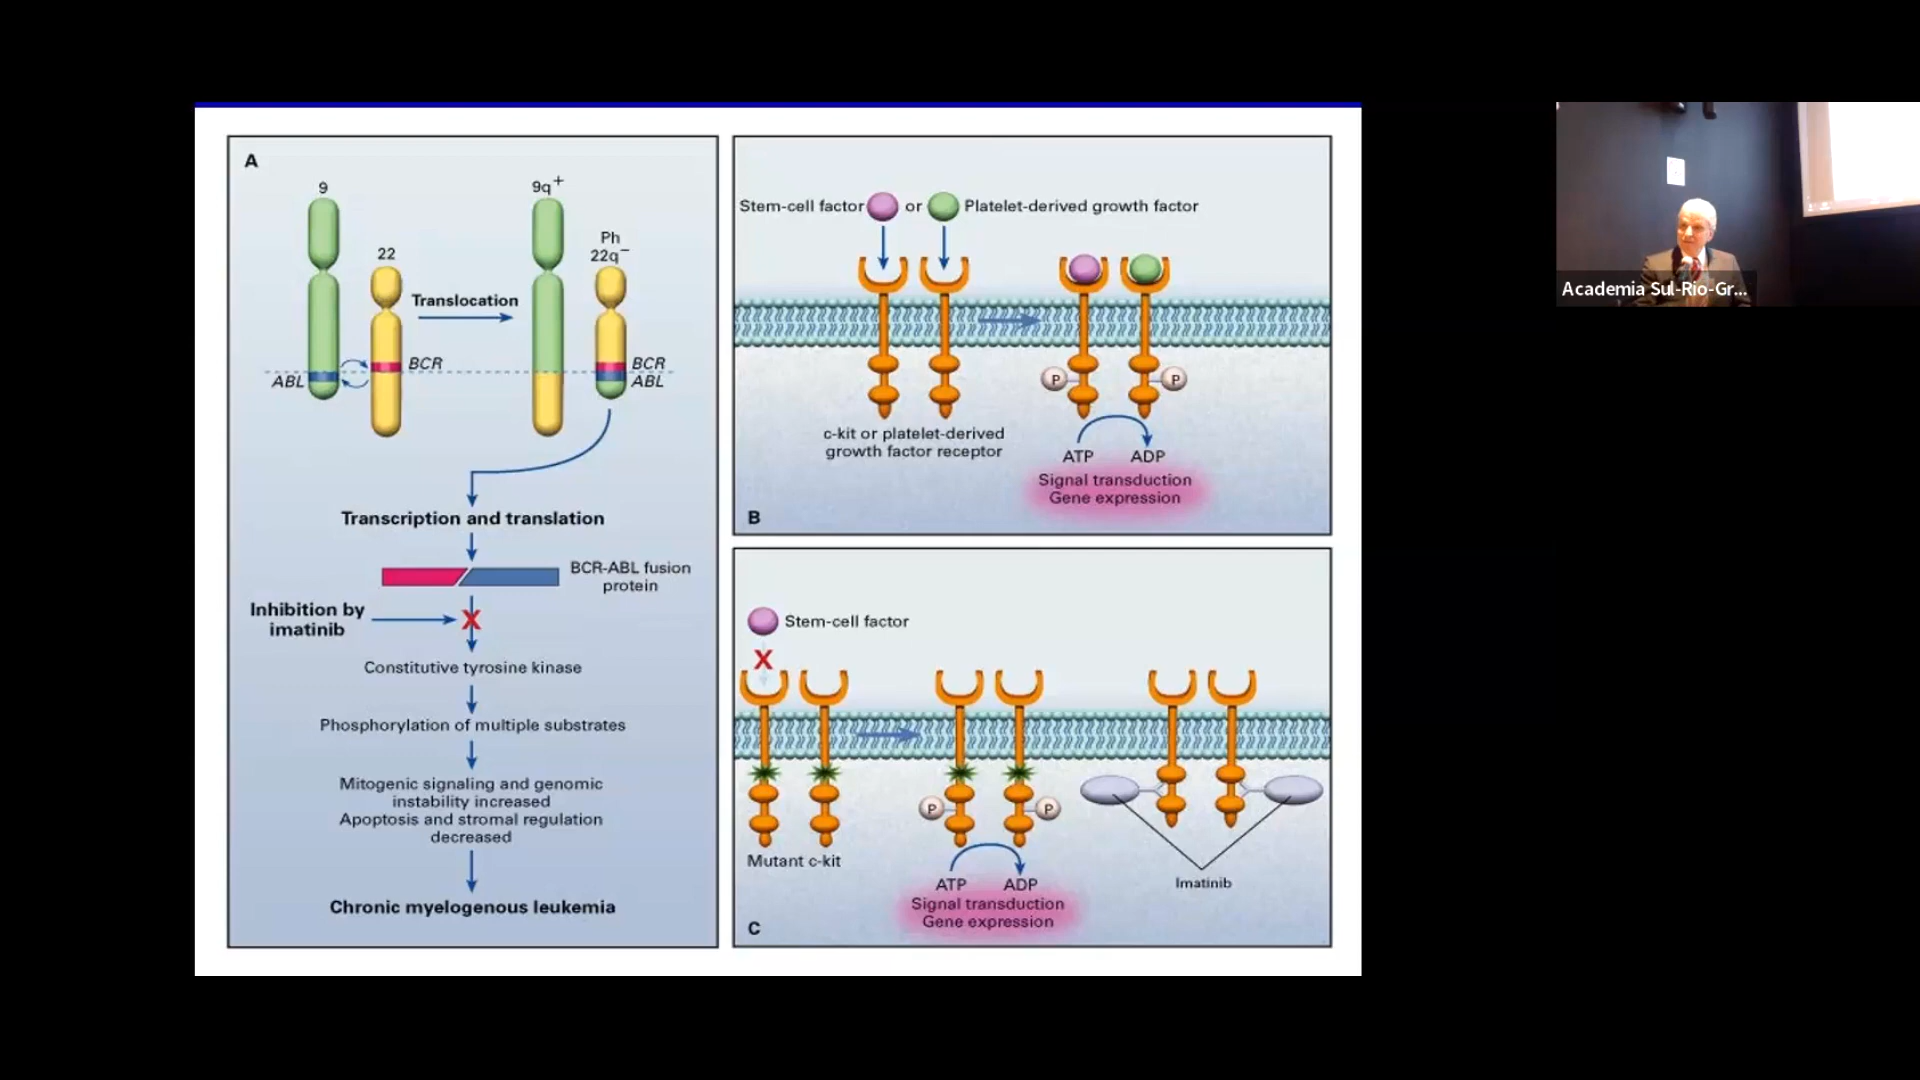 A
9
22
Translocation
9q+
Ph
22q−
BCR
ABL
BCR
ABL
Transcription and translation
BCR-ABL fusion
protein
Inhibition by
imatinib
X
Constitutive tyrosine kinase
Phosphorylation of multiple substrates
Mitogenic signaling and genomic
instability increased
Apoptosis and stromal regulation
decreased
Chronic myelogenous leukemia
Stem-cell factor or Platelet-derived growth factor
P
P
c-kit or platelet-derived
growth factor receptor
ATP ADP
Signal transduction
Gene expression
B
Stem-cell factor
X
P
P
Mutant c-kit
ATP ADP
Signal transduction
Gene expression
Imatinib
C
Academia Sul-Rio-Gr...